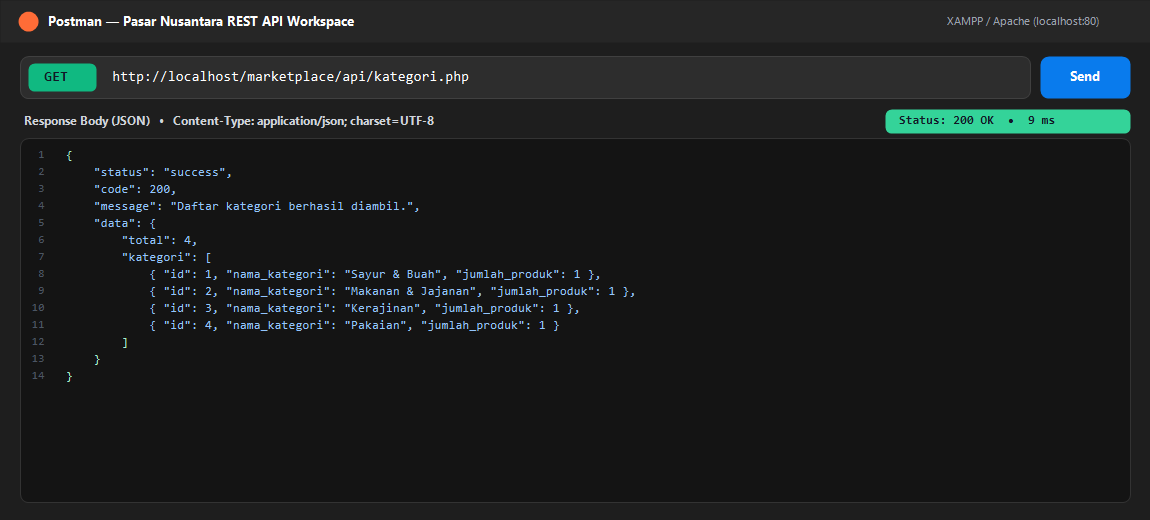 Postman — Pasar Nusantara REST API Workspace
XAMPP / Apache (localhost:80)
GET http://localhost/marketplace/api/kategori.php
Send
Response Body (JSON) • Content-Type: application/json; charset=UTF-8
Status: 200 OK • 9 ms
1 {
2 "status": "success",
3 "code": 200,
4 "message": "Daftar kategori berhasil diambil.",
5 "data": {
6 "total": 4,
7 "kategori": [
8 { "id": 1, "nama_kategori": "Sayur & Buah", "jumlah_produk": 1 },
9 { "id": 2, "nama_kategori": "Makanan & Jajanan", "jumlah_produk": 1 },
10 { "id": 3, "nama_kategori": "Kerajinan", "jumlah_produk": 1 },
11 { "id": 4, "nama_kategori": "Pakaian", "jumlah_produk": 1 }
12 ]
13 }
14 }